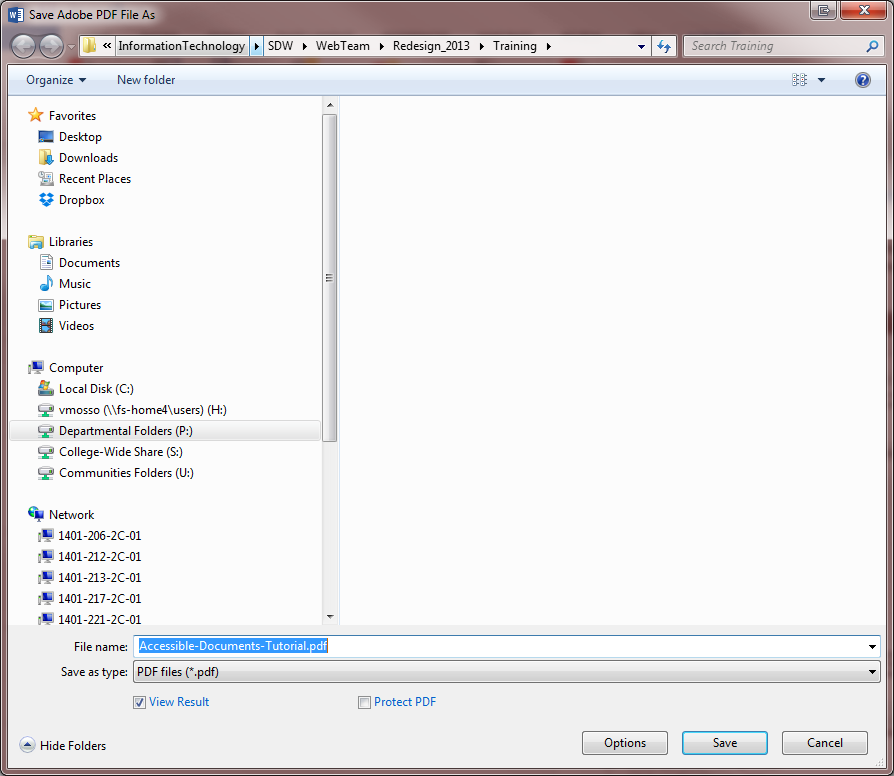 Save Adobe PDF File As
« InformationTechnology SDW WebTeam Redesign_2013 Training
Search Training
Organize New folder
Favorites
Desktop
Downloads
Recent Places
Dropbox
Libraries
Documents
Music
Pictures
Videos
Computer
Local Disk (C:)
vmosso (\\fs-home4\users) (H:)
Departmental Folders (P:)
College-Wide Share (S:)
Communities Folders (U:)
Network
1401-206-2C-01
1401-212-2C-01
1401-213-2C-01
1401-217-2C-01
1401-221-2C-01
File name: Accessible-Documents-Tutorial.pdf
Save as type: PDF files (*.pdf)
View Result Protect PDF
Hide Folders Options Save Cancel